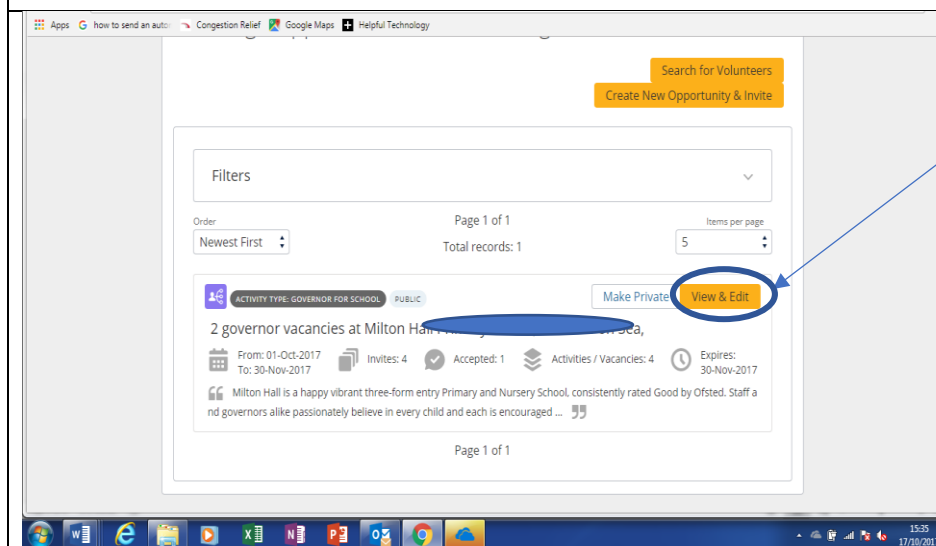 Apps how to send an auto Congestion Relief Google Maps Helpful Technology
Search for Volunteers
Create New Opportunity & Invite
Filters
Order Page 1 of 1 Items per page
Newest First Total records: 1 5
ACTIVITY TYPE: GOVERNOR FOR SCHOOL PUBLIC Make Private View & Edit
2 governor vacancies at Milton Sea,
From: 01-Oct-2017 Invites: 4 Accepted: 1 Activities / Vacancies: 4 Expires:
To: 30-Nov-2017 30-Nov-2017
Milton Hall is a happy vibrant three-form entry Primary and Nursery School, consistently rated Good by Ofsted. Staff a
nd governors alike passionately believe in every child and each is encouraged ...
Page 1 of 1
15:35